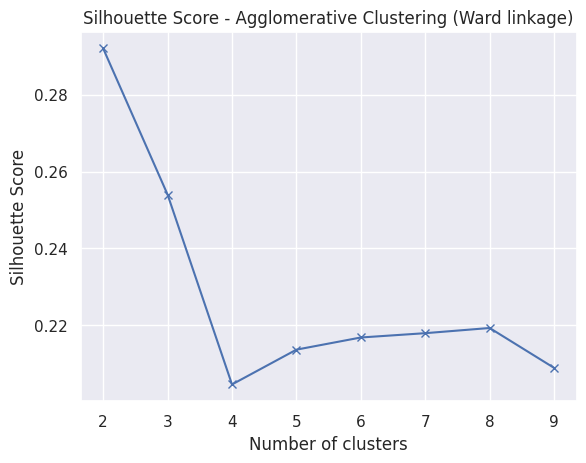 Silhouette Score - Agglomerative Clustering (Ward linkage)
Silhouette Score
0.28
0.26
0.24
0.22
2 3 4 5 6 7 8 9
Number of clusters